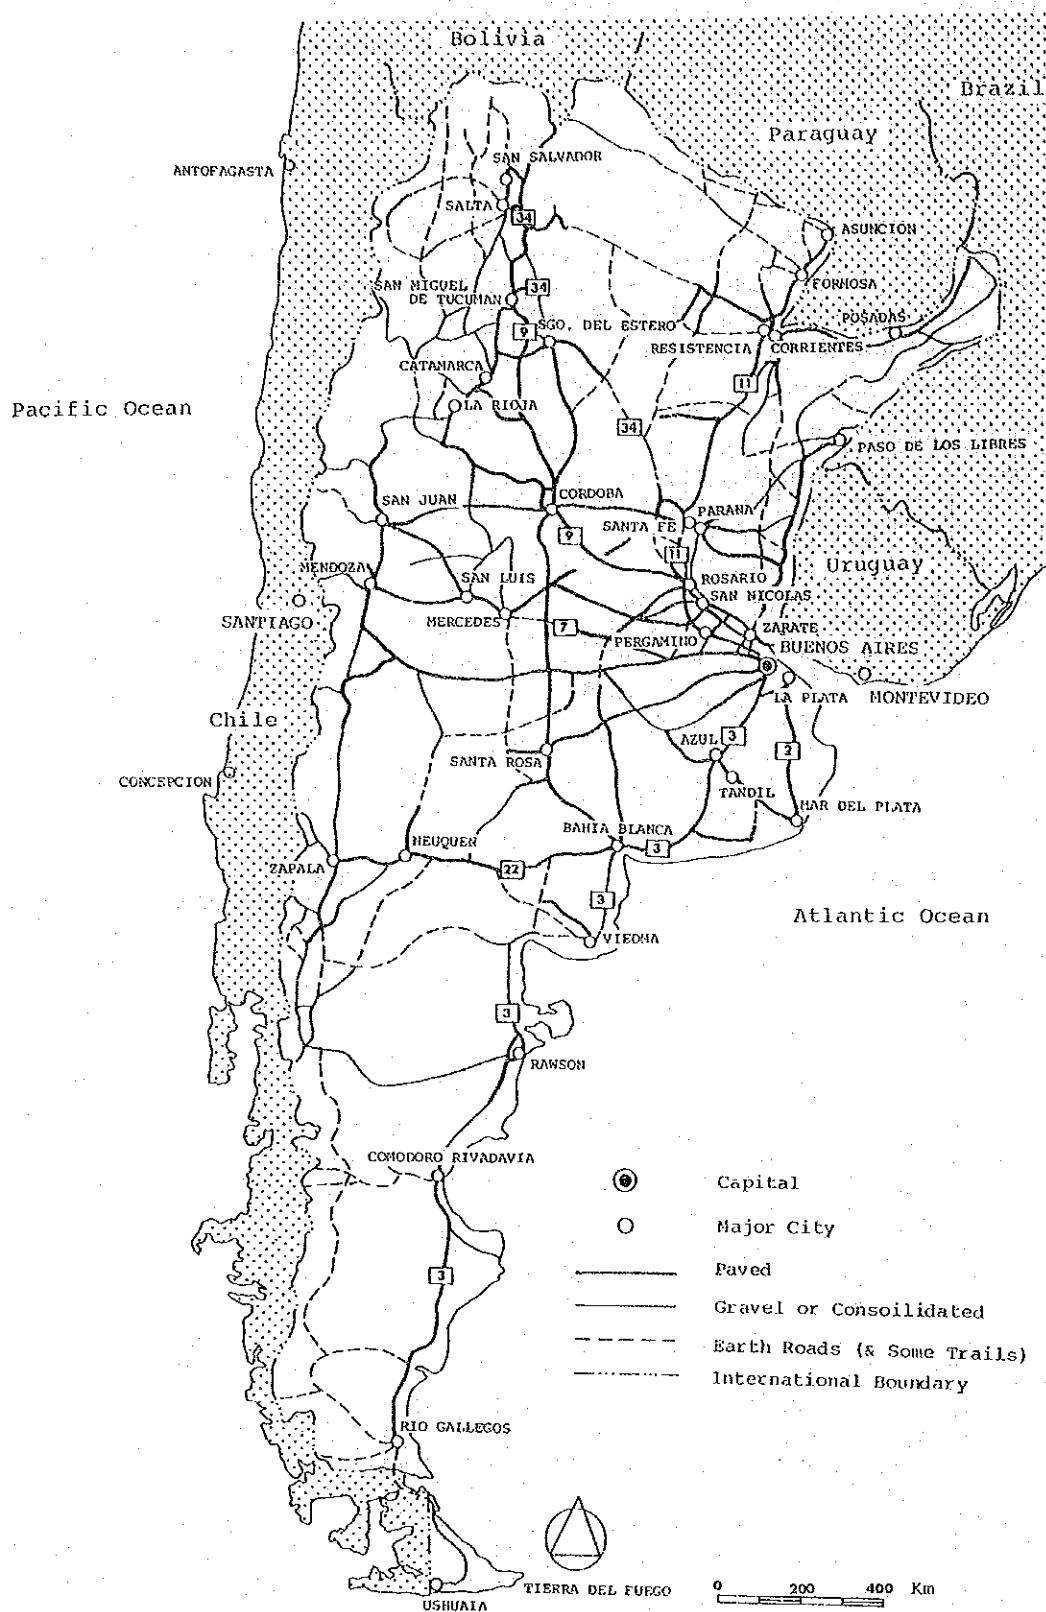 Bolivia
Brazil
Paraguay
ANTOFAGASTA
SAN SALVADOR
SALTA
34
ASUNCION
FORMOSA
SAN MIGUEL
DE TUCUMAN
34
9
SGO. DEL ESTERO
POSADAS
RESISTENCIA
CORRIENTES
CATAMARCA
11
LA RIOJA
Pacific Ocean
34
PASO DE LOS LIBRES
SAN JUAN
CORDOBA
SANTA FE
PARANA
9
11
Uruguay
MENDOZA
SAN LUIS
ROSARIO
SAN NICOLAS
SANTIAGO
MERCEDES
7
PERGAMINO
ZARATE
BUENOS AIRES
LA PLATA
MONTEVIDEO
Chile
AZUL
3
2
SANTA ROSA
CONCEPCION
TANDIL
MAR DEL PLATA
BAHIA BLANCA
3
NEUQUEN
ZAPALA
22
3
Atlantic Ocean
VIEDMA
3
RAWSON
COMODORO RIVADAVIA
Capital
Major City
3
Paved
Gravel or Consoilidated
Earth Roads (& Some Trails)
International Boundary
RIO GALLEGOS
TIERRA DEL FUEGO
0 200 400 Km
USHUAIA